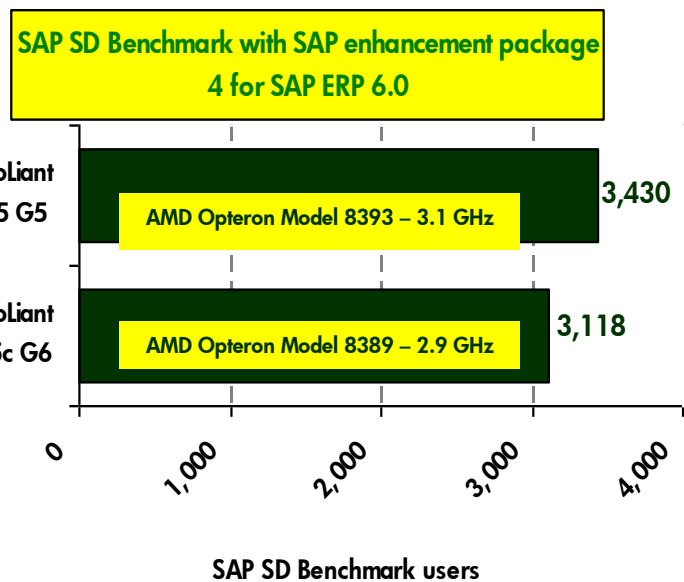 SAP SD Benchmark with SAP enhancement package
4 for SAP ERP 6.0
G5
AMD Opteron Model 8393 – 3.1 GHz
3,430
G6
AMD Opteron Model 8389 – 2.9 GHz
3,118
0
1,000
2,000
3,000
4,000
SAP SD Benchmark users